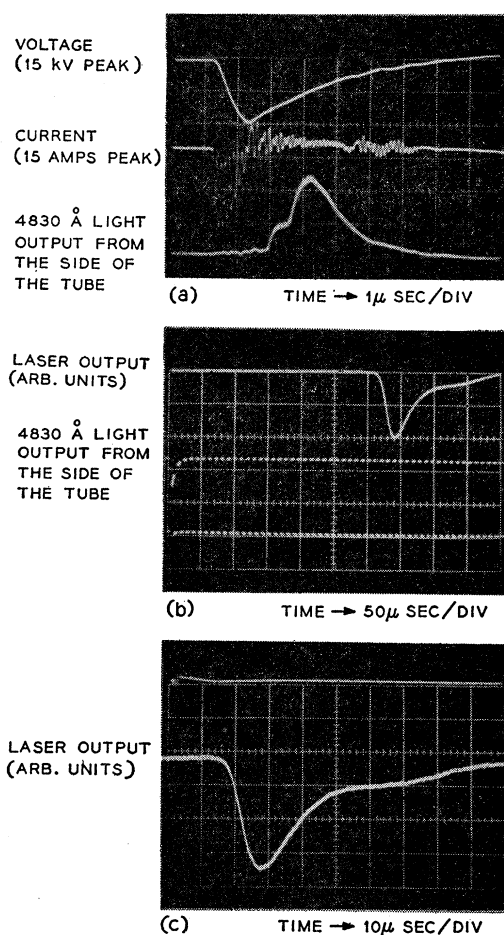 VOLTAGE
(15 kV PEAK)
CURRENT
(15 AMPS PEAK)
4830 Å LIGHT
OUTPUT FROM
THE SIDE OF
THE TUBE
(a) TIME → 1μ SEC/DIV
LASER OUTPUT
(ARB. UNITS)
4830 Å LIGHT
OUTPUT FROM
THE SIDE OF
THE TUBE
(b) TIME → 50μ SEC/DIV
LASER OUTPUT
(ARB. UNITS)
(c) TIME → 10μ SEC/DIV